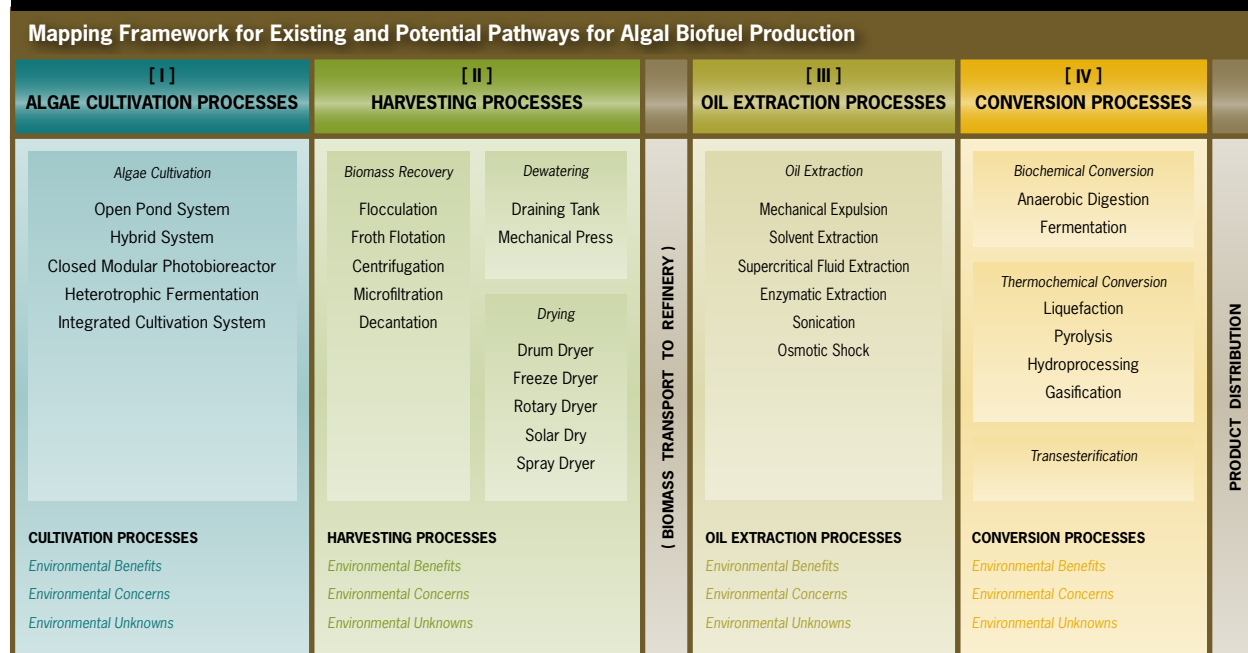 Mapping Framework for Existing and Potential Pathways for Algal Biofuel Production
[ I ]
ALGAE CULTIVATION PROCESSES
Algae Cultivation
Open Pond System
Hybrid System
Closed Modular Photobioreactor
Heterotrophic Fermentation
Integrated Cultivation System
CULTIVATION PROCESSES
Environmental Benefits
Environmental Concerns
Environmental Unknowns
[ II ]
HARVESTING PROCESSES
Biomass Recovery
Flocculation
Froth Flotation
Centrifugation
Microfiltration
Decantation
Dewatering
Draining Tank
Mechanical Press
Drying
Drum Dryer
Freeze Dryer
Rotary Dryer
Solar Dry
Spray Dryer
HARVESTING PROCESSES
Environmental Benefits
Environmental Concerns
Environmental Unknowns
( BIOMASS TRANSPORT TO REFINERY )
[ III ]
OIL EXTRACTION PROCESSES
Oil Extraction
Mechanical Expulsion
Solvent Extraction
Supercritical Fluid Extraction
Enzymatic Extraction
Sonication
Osmotic Shock
OIL EXTRACTION PROCESSES
Environmental Benefits
Environmental Concerns
Environmental Unknowns
[ IV ]
CONVERSION PROCESSES
Biochemical Conversion
Anaerobic Digestion
Fermentation
Thermochemical Conversion
Liquefaction
Pyrolysis
Hydroprocessing
Gasification
Transesterification
CONVERSION PROCESSES
Environmental Benefits
Environmental Concerns
Environmental Unknowns
PRODUCT DISTRIBUTION